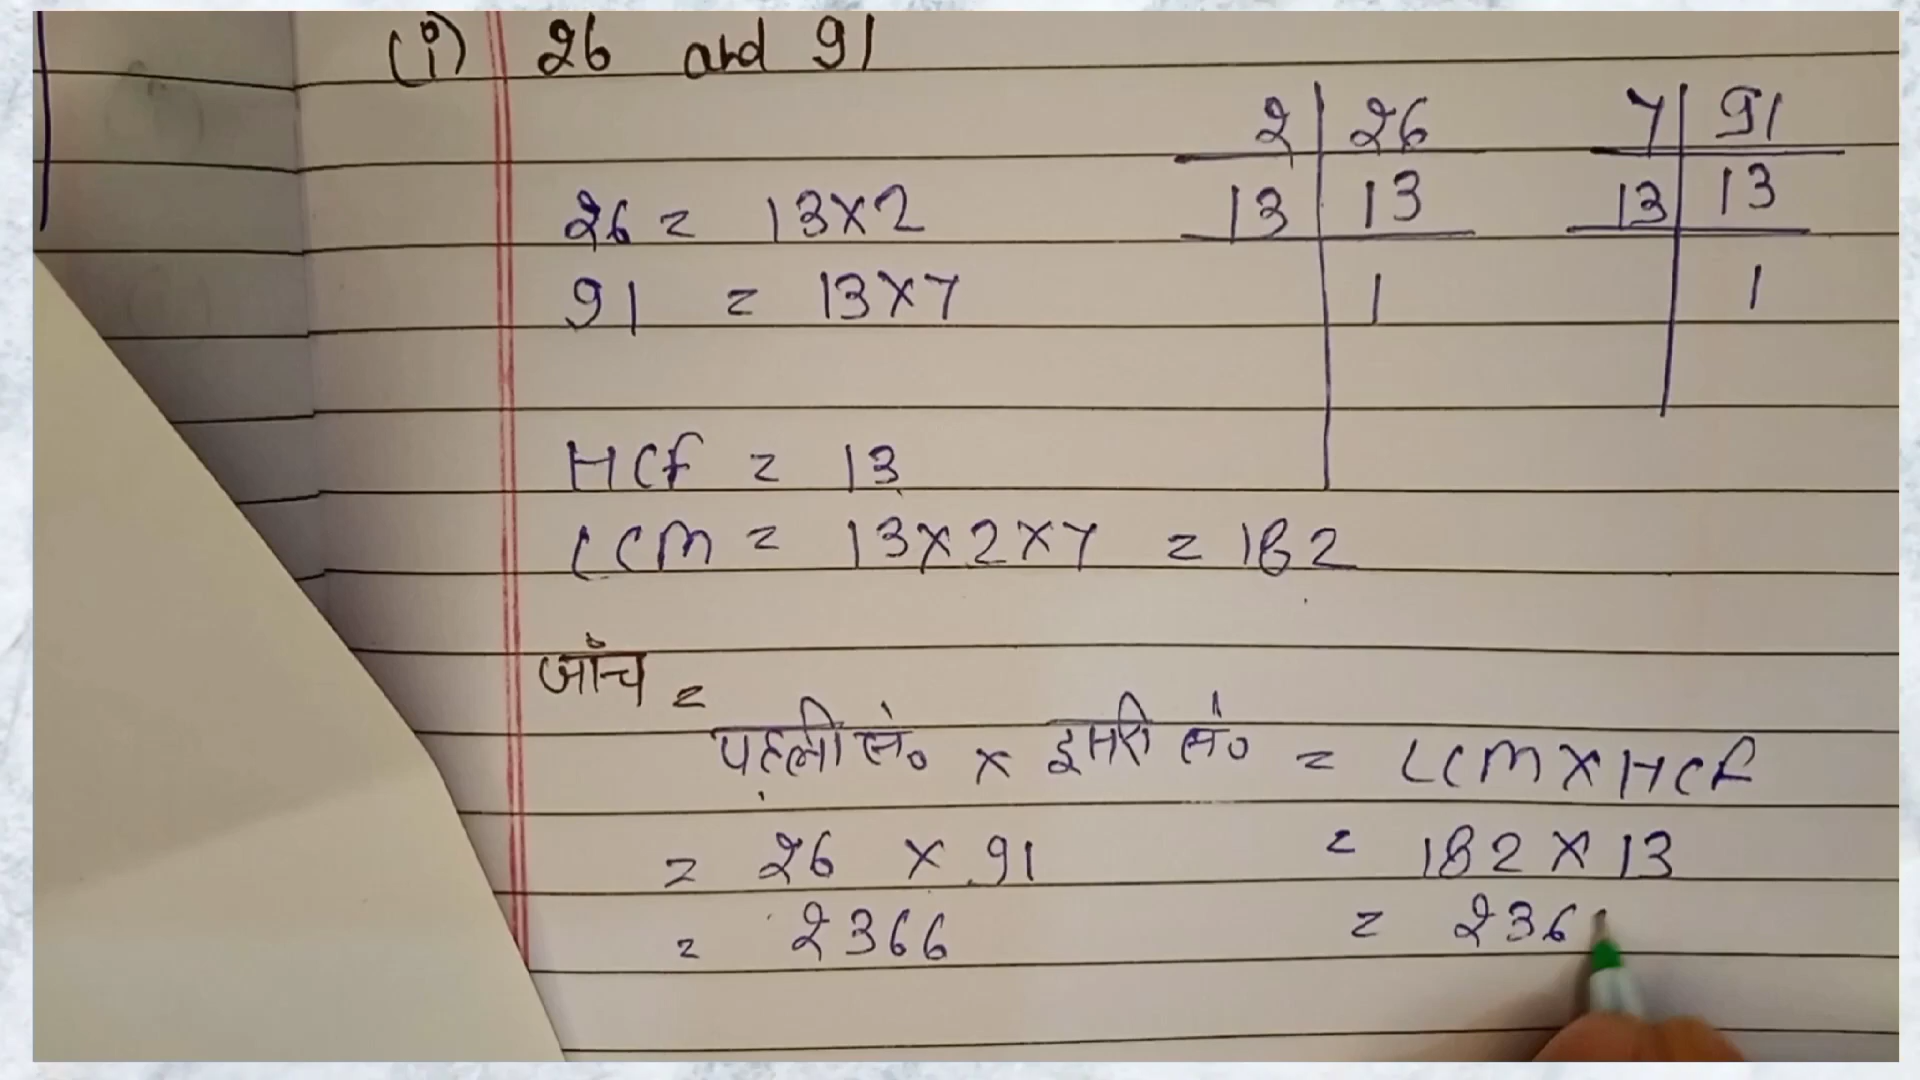 (i) 26 and 91
2 | 26
13 | 13
1
7 | 91
13 | 13
1
26 = 13×2
91 = 13×7
HCF = 13
LCM = 13×2×7 = 182
जाँच =
पहली सं० × दूसरी सं० = LCM×HCF
= 26 × 91 = 182 × 13
= 2366 = 236